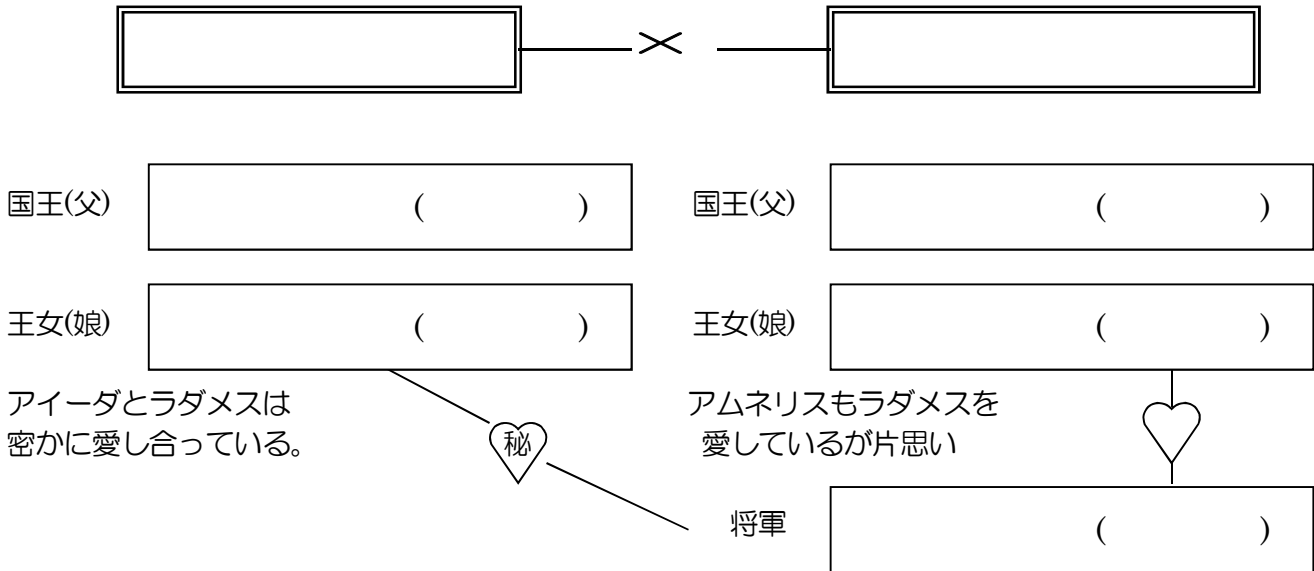 国王(父) ( ) 国王(父) ( )
王女(娘) ( ) 王女(娘) ( )
アイーダとラダメスは
密かに愛し合っている。
秘
アムネリスもラダメスを
愛しているが片思い
将軍 ( )